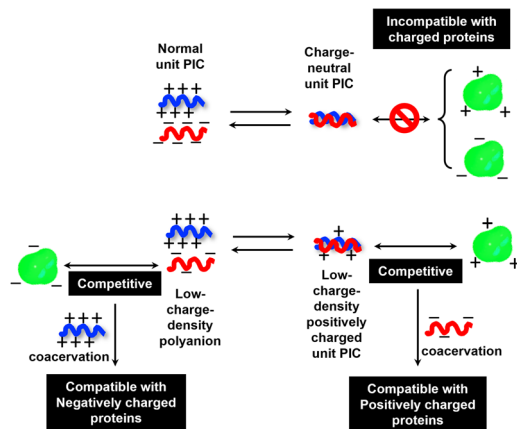 Incompatible with
charged proteins
Normal
unit PIC
Charge-
neutral
unit PIC
+++
+++
− − −
− − −
+
+ +
−
− −
+++
+++
− −
−
Low-
charge-
density
polyanion
+
+ +
Low-
charge-
density
positively
charged
unit PIC
−
− −
Competitive
+
+ +
Competitive
+++
+++
coacervation
− −
−
coacervation
Compatible with
Negatively charged
proteins
Compatible with
Positively charged
proteins